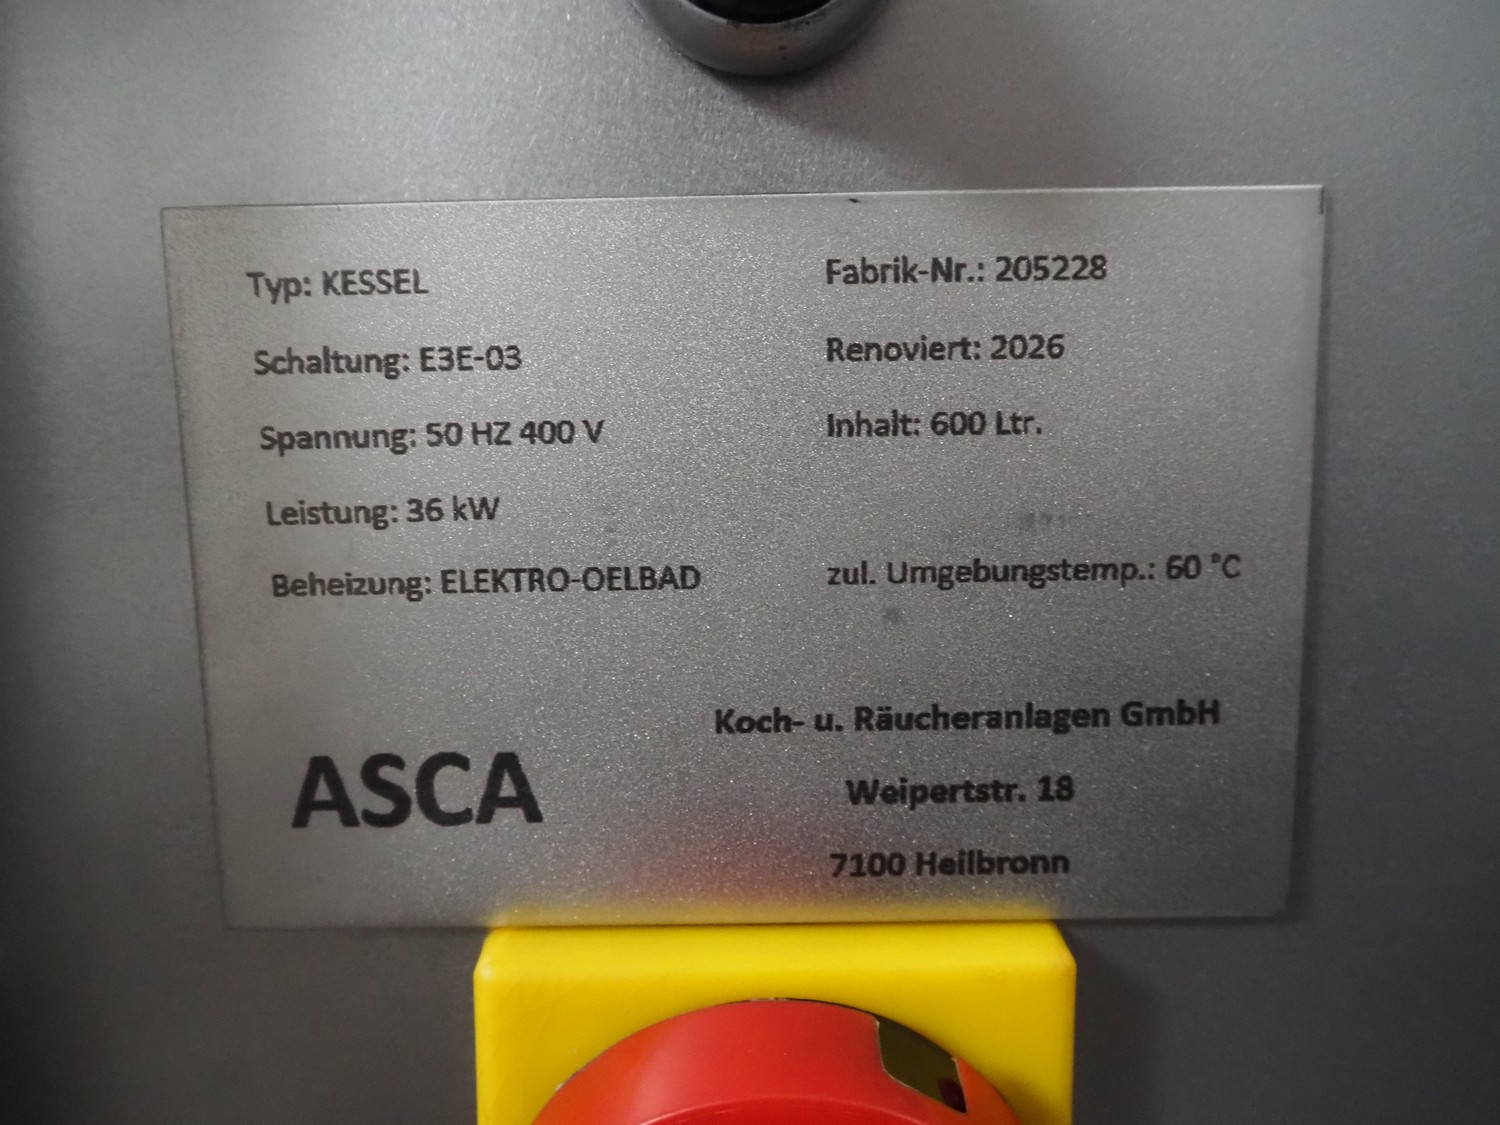 Typ: KESSEL
Fabrik-Nr.: 205228
Schaltung: E3E-03
Renoviert: 2026
Spannung: 50 HZ 400 V
Inhalt: 600 Ltr.
Leistung: 36 kW
Beheizung: ELEKTRO-OELBAD
zul. Umgebungstemp.: 60 °C
Koch- u. Räucheranlagen GmbH
ASCA
Weipertstr. 18
7100 Heilbronn